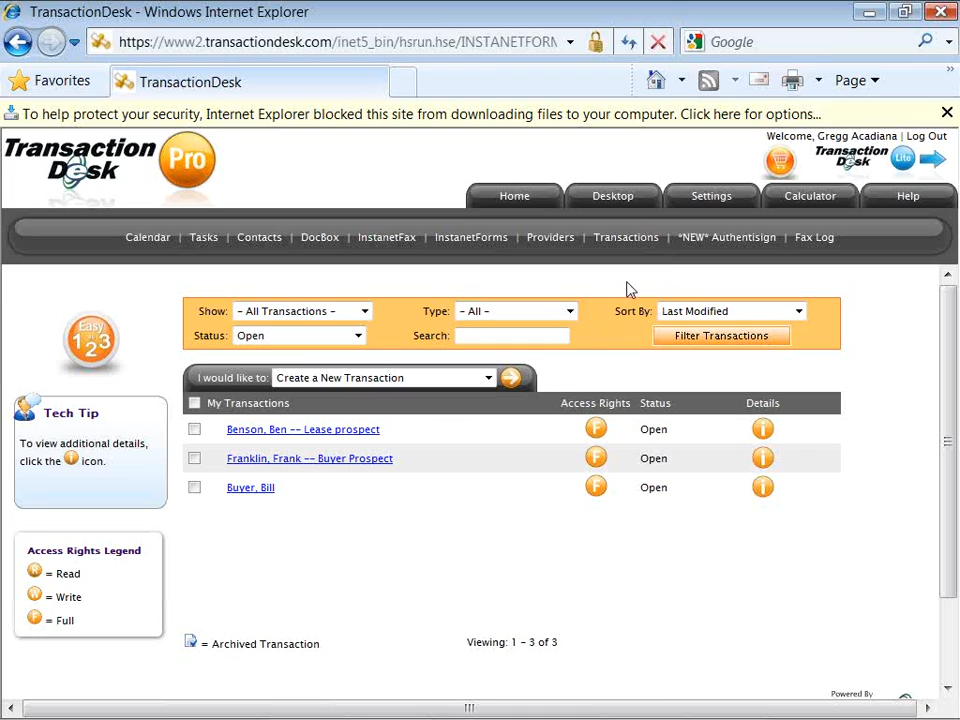 TransactionDesk - Windows Internet Explorer
https://www2.transactiondesk.com/inet5_bin/hsrun.hse/INSTANETFORM
Google
Favorites
TransactionDesk
Page
To help protect your security, Internet Explorer blocked this site from downloading files to your computer. Click here for options...
Welcome, Gregg Acadiana | Log Out
Transaction Desk Pro
Transaction Desk Lite
Home
Desktop
Settings
Calculator
Help
Calendar | Tasks | Contacts | DocBox | InstanetFax | InstanetForms | Providers | Transactions | *NEW* Authentisign | Fax Log
Show: - All Transactions - Type: - All - Sort By: Last Modified
Status: Open Search: Filter Transactions
Easy 123
I would like to: Create a New Transaction
My Transactions Access Rights Status Details
Benson, Ben -- Lease prospect F Open i
Franklin, Frank -- Buyer Prospect F Open i
Buyer, Bill F Open i
Tech Tip
To view additional details,
click the i icon.
Access Rights Legend
R = Read
W = Write
F = Full
= Archived Transaction
Viewing: 1 - 3 of 3
Powered By